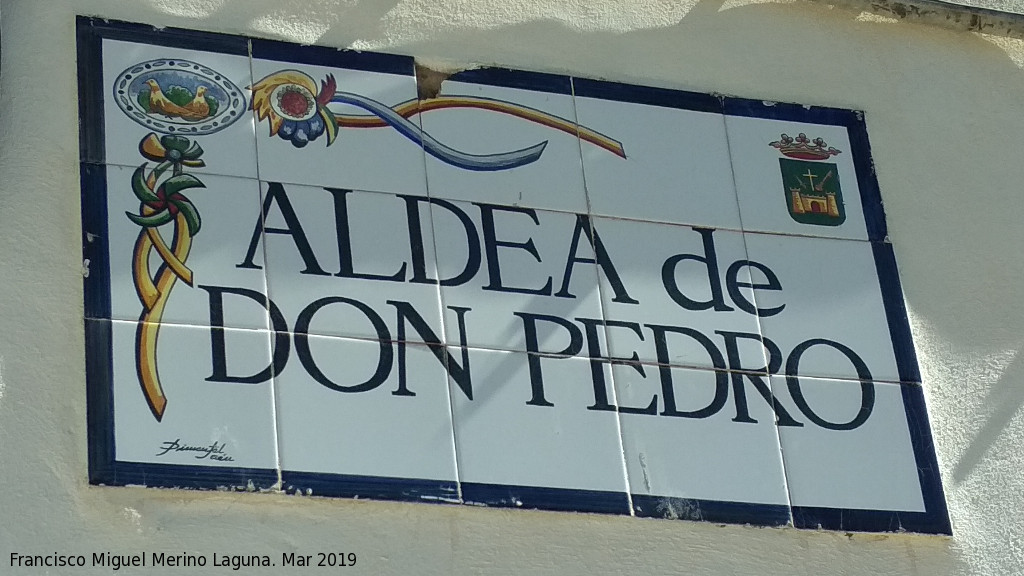 ALDEA de
DON PEDRO
Francisco Miguel Merino Laguna. Mar 2019